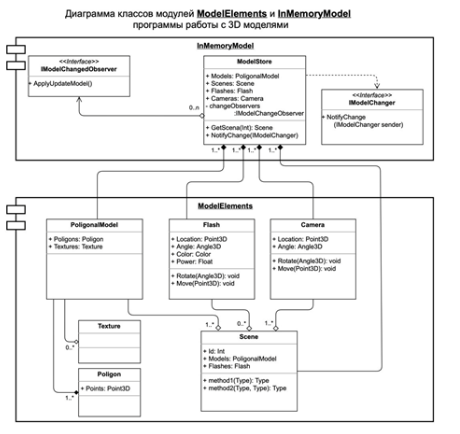 Диаграмма классов модулей ModelElements и InMemoryModel
программы работы с 3D моделями
InMemoryModel
<<Interface>>
IModelChangedObserver
+ ApplyUpdateModel()
ModelStore
+ Models: PoligonalModel
+ Scenes: Scene
+ Flashes: Flash
+ Cameras: Camera
- changeObservers
:IModelChangeObserver
+ GetScena(Int): Scene
+ NotifyChange(IModelChanger)
<<Interface>>
IModelChanger
+ NotifyChange
(IModelChanger sender)
0..n
1..*
1..*
1..*
1..*
ModelElements
PoligonalModel
+ Poligons: Poligon
+ Textures: Texture
Flash
+ Location: Point3D
+ Angle: Angle3D
+ Color: Color
+ Power: Float
+ Rotate(Angle3D): void
+ Move(Point3D): void
Camera
+ Location: Point3D
+ Angle: Angle3D
+ Rotate(Angle3D): void
+ Move(Point3D): void
Texture
0..*
Poligon
+ Points: Point3D
1..*
1..*
0..*
1..*
Scene
+ Id: Int
+ Models: PoligonalModel
+ Flashes: Flash
+ method1(Type): Type
+ method2(Type, Type): Type